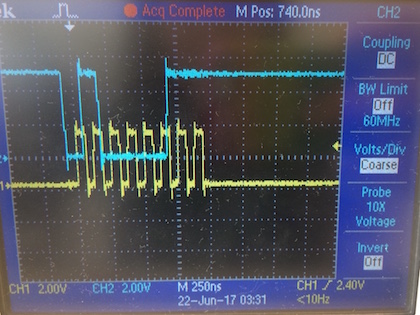 ek Acq Complete M Pos: 740.0ns CH2
Coupling
DC
BW Limit
Off
60MHz
Volts/Div
Coarse
Probe
10X
Voltage
Invert
Off
CH1 2.00V CH2 2.00V M 250ns CH1 2.40V
22-Jun-17 03:31 <10Hz